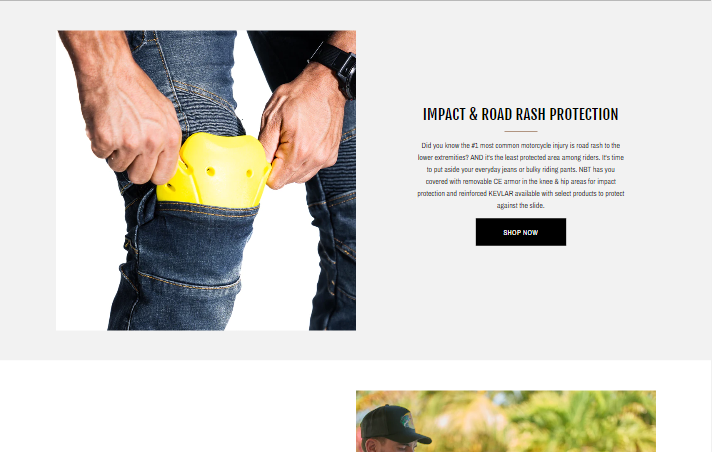 IMPACT & ROAD RASH PROTECTION
Did you know the #1 most common motorcycle injury is road rash to the
lower extremities? AND it's the least protected area among riders. It's time
to put aside your everyday jeans or bulky riding pants. NBT has you
covered with removable CE armor in the knee & hip areas for impact
protection and reinforced KEVLAR available with select products to protect
against the slide.
SHOP NOW